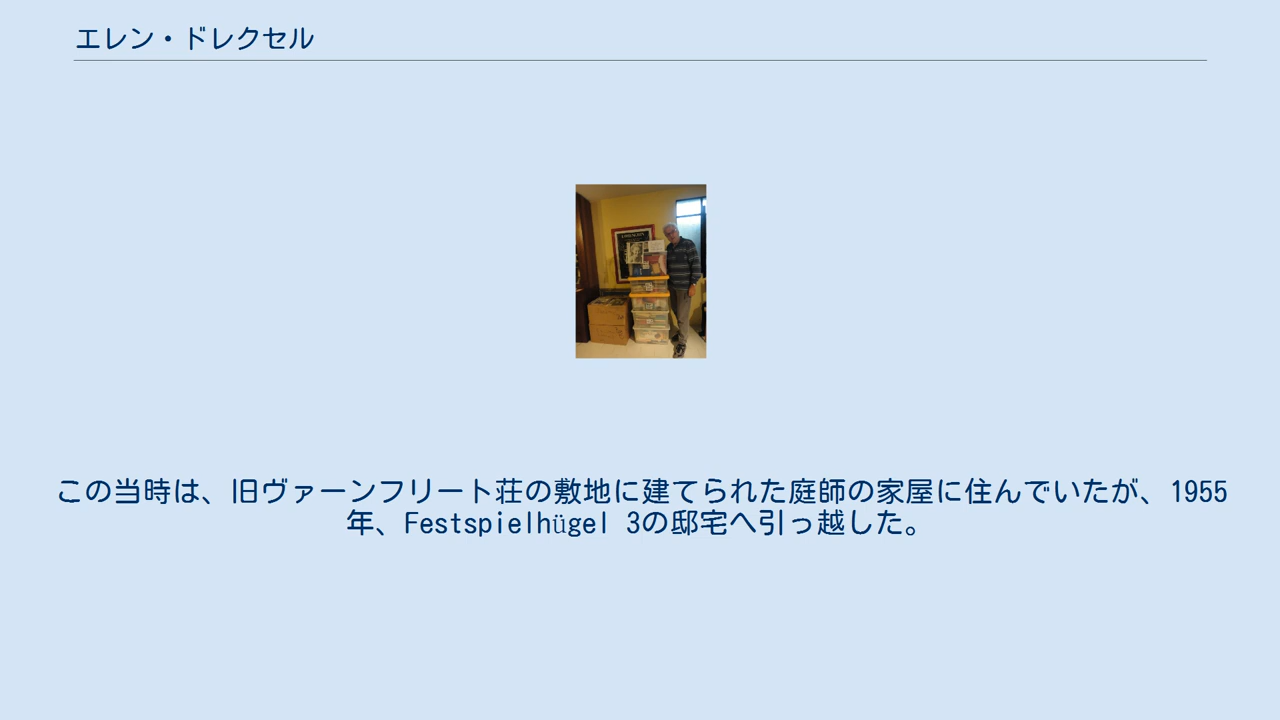 エレン・ドレクセル
この当時は、旧ヴァーンフリート荘の敷地に建てられた庭師の家屋に住んでいたが、1955
年、Festspielhügel 3の邸宅へ引っ越した。